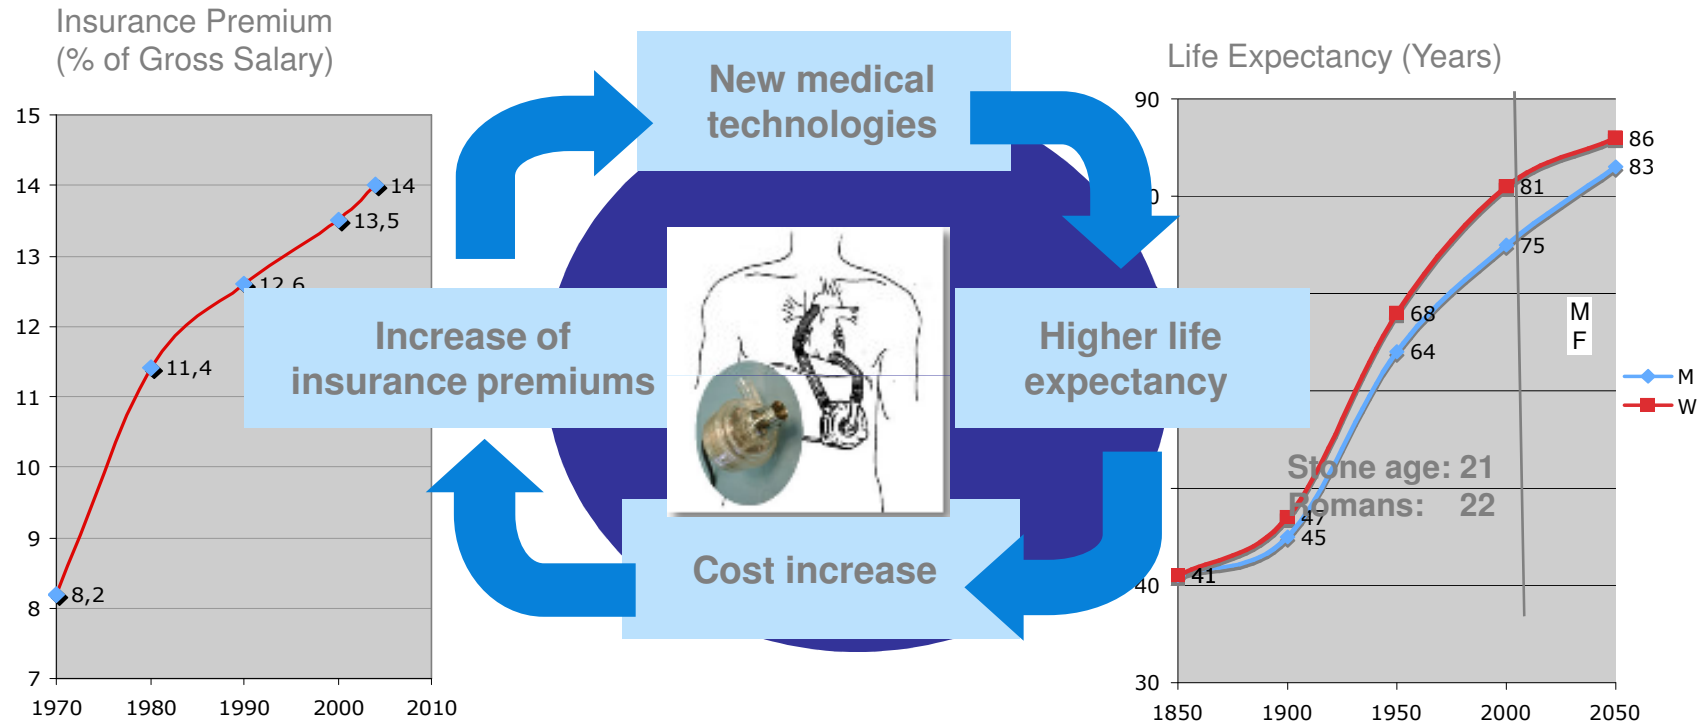 Insurance Premium
(% of Gross Salary)
15
14
13
12
11
10
9
8
7
1970 1980 1990 2000 2010
8,2
11,4
12,6
13,5
14
New medical
technologies
Higher life
expectancy
Cost increase
Increase of
insurance premiums
Life Expectancy (Years)
90
40
30
1850 1900 1950 2000 2050
41
47
45
68
64
81
75
86
83
M
F
M
W
Stone age: 21
Romans: 22